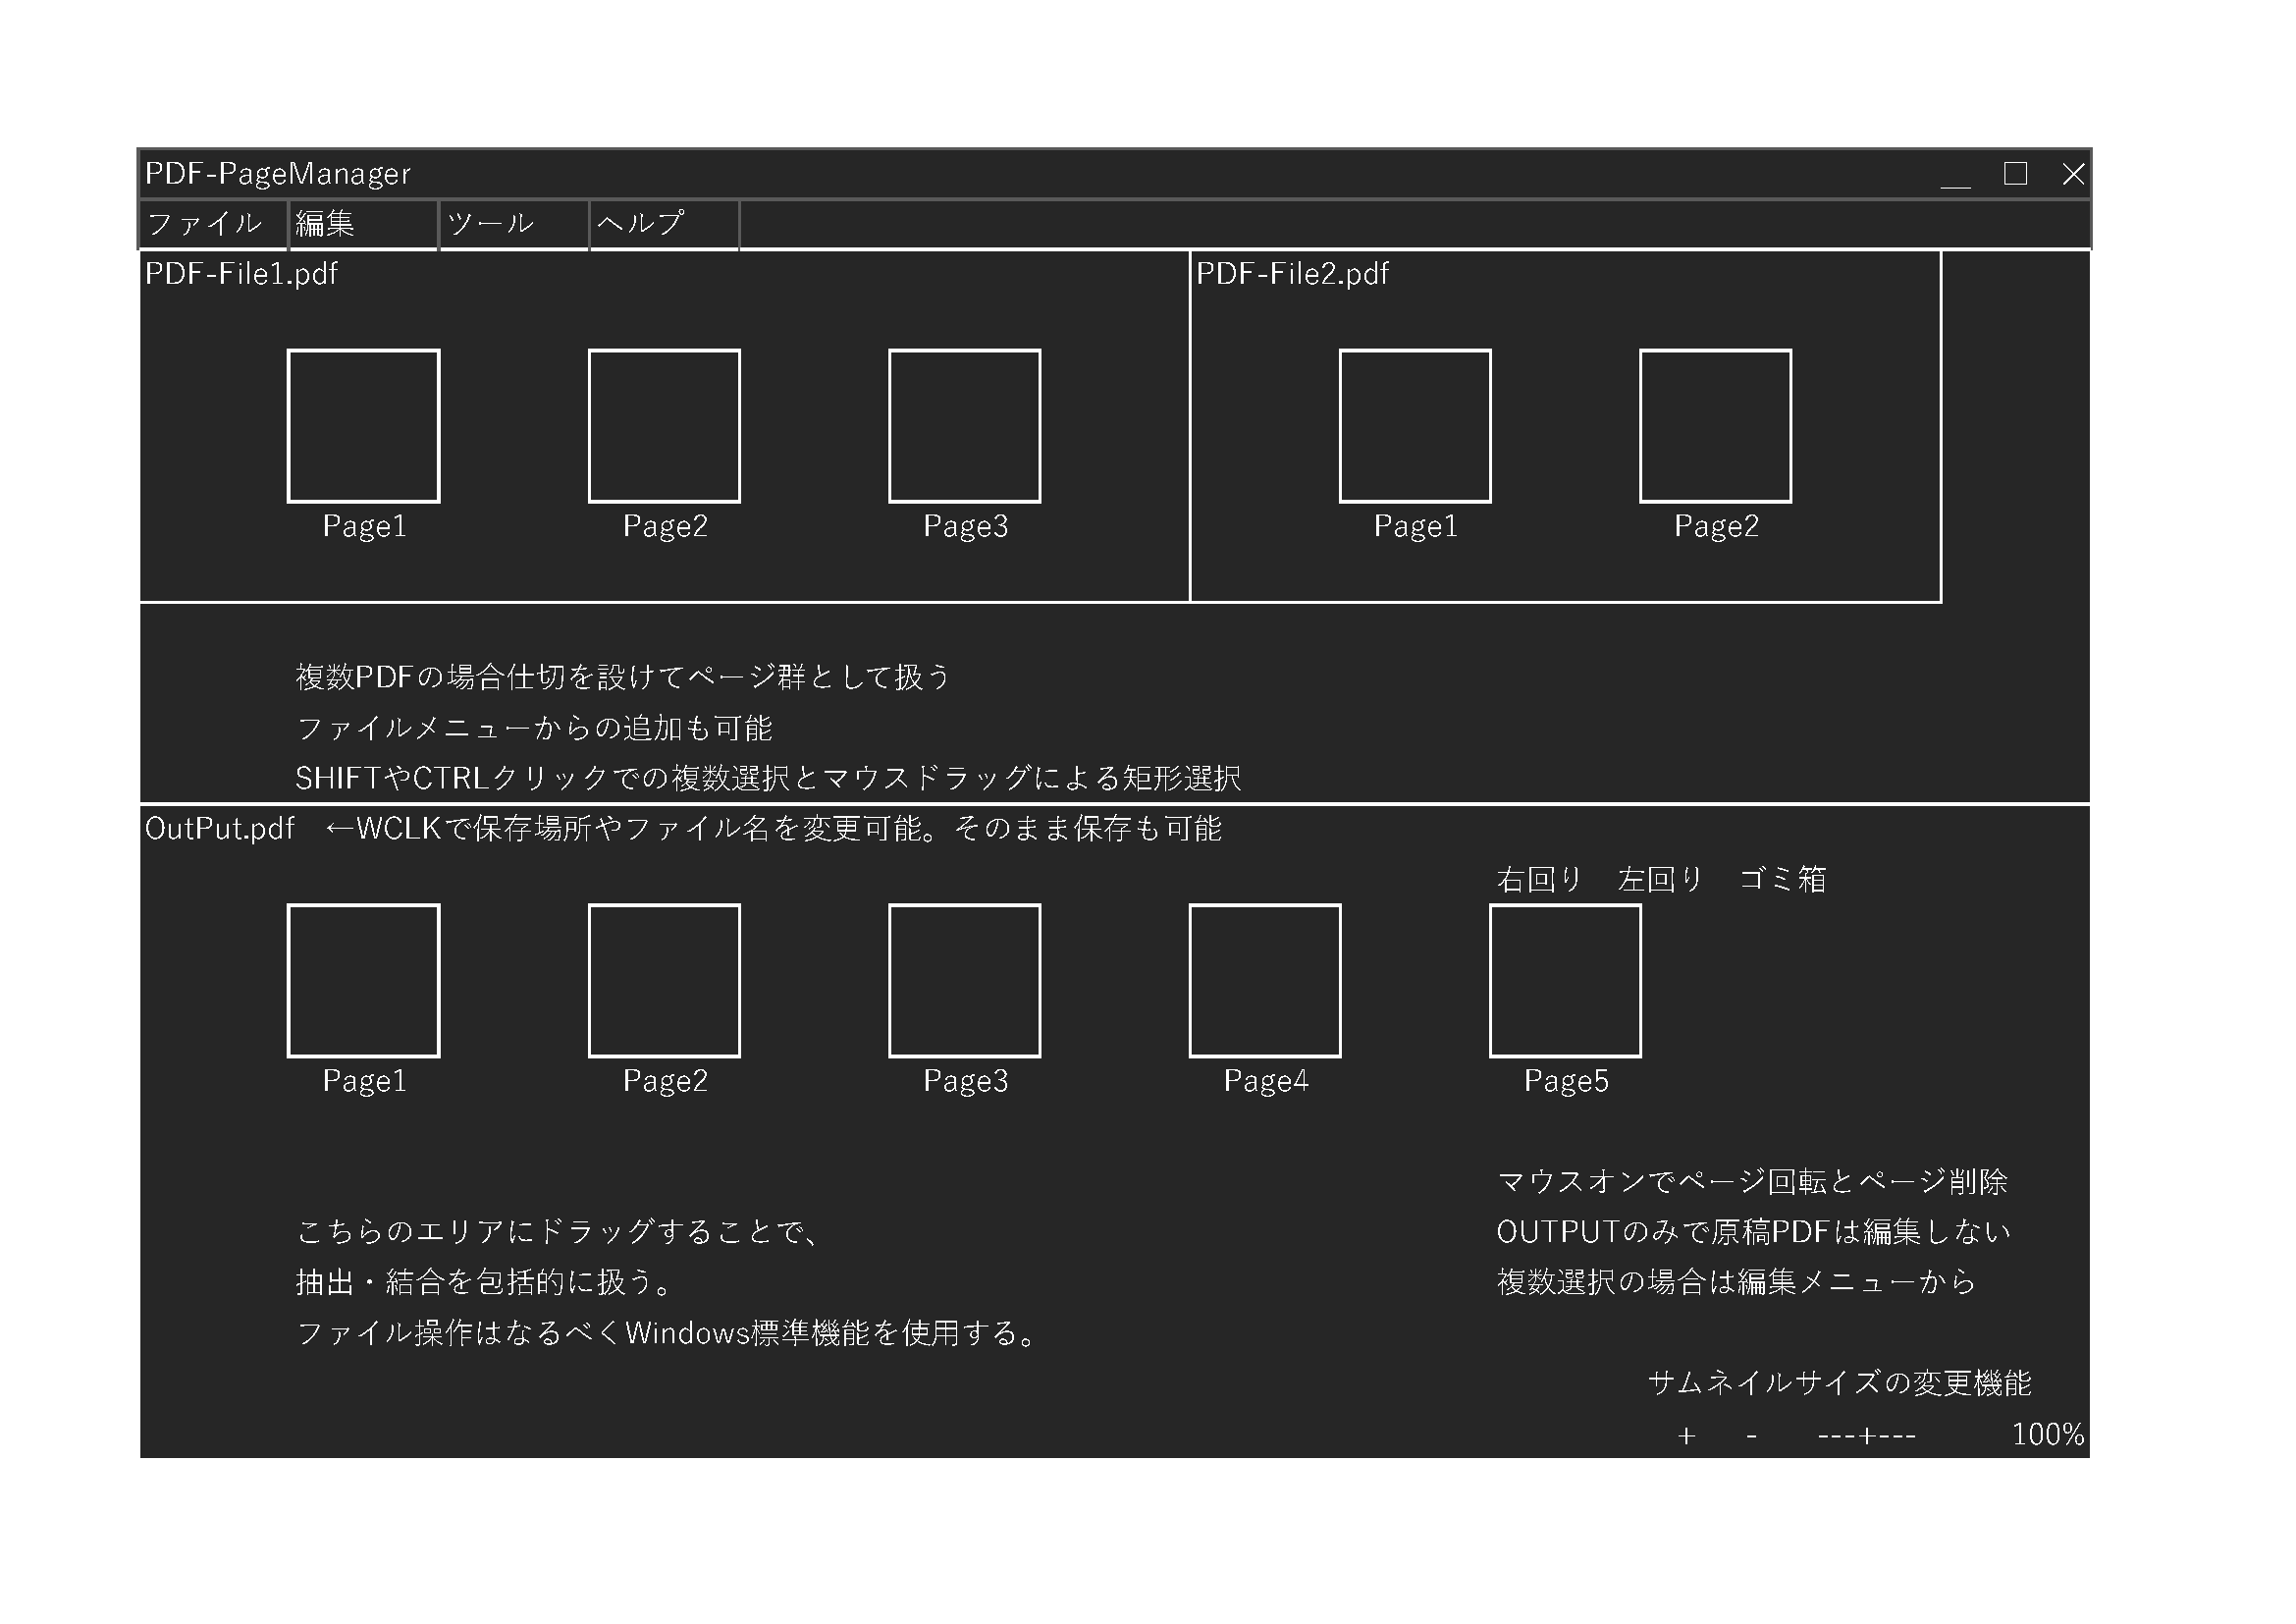 PDF-PageManager
ファイル 編集 ツール ヘルプ
PDF-File1.pdf
PDF-File2.pdf
Page1 Page2 Page3
Page1 Page2
複数PDFの場合仕切を設けてページ群として扱う
ファイルメニューからの追加も可能
SHIFTやCTRLクリックでの複数選択とマウスドラッグによる矩形選択
OutPut.pdf ←WCLKで保存場所やファイル名を変更可能。そのまま保存も可能
右回り 左回り ゴミ箱
Page1 Page2 Page3 Page4 Page5
マウスオンでページ回転とページ削除
OUTPUTのみで原稿PDFは編集しない
複数選択の場合は編集メニューから
こちらのエリアにドラッグすることで、
抽出・結合を包括的に扱う。
ファイル操作はなるべくWindows標準機能を使用する。
サムネイルサイズの変更機能
+ - ---+--- 100%